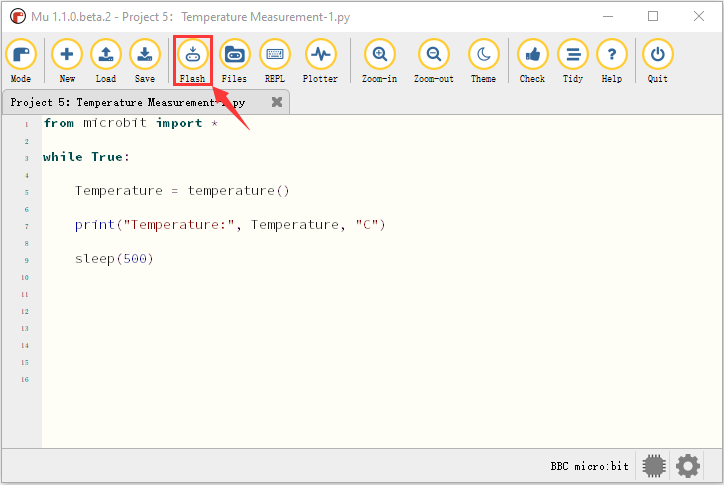 Mu 1.1.0.beta.2 - Project 5: Temperature Measurement-1.py
Mode New Load Save Flash Files REPL Plotter Zoom-in Zoom-out Theme Check Tidy Help Quit
Project 5: Temperature Measurement-1.py
1 from microbit import *
2
3 while True:
4
5 Temperature = temperature()
6
7 print("Temperature:", Temperature, "C")
8
9 sleep(500)
10
11
12
13
14
15
16
BBC micro:bit